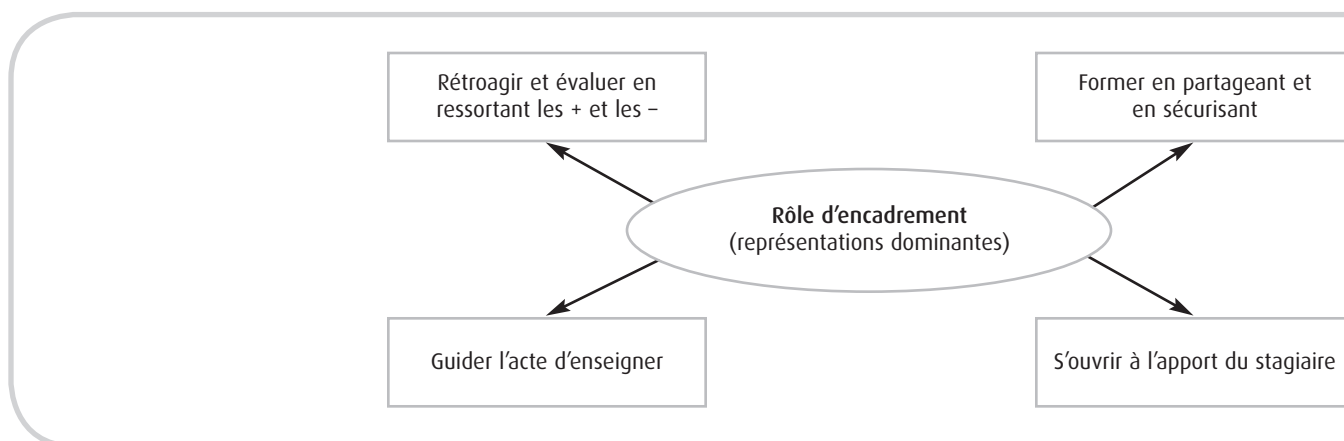 Rétroagir et évaluer en
ressortant les + et les –
Former en partageant et
en sécurisant
Rôle d’encadrement
(représentations dominantes)
Guider l’acte d’enseigner
S’ouvrir à l’apport du stagiaire